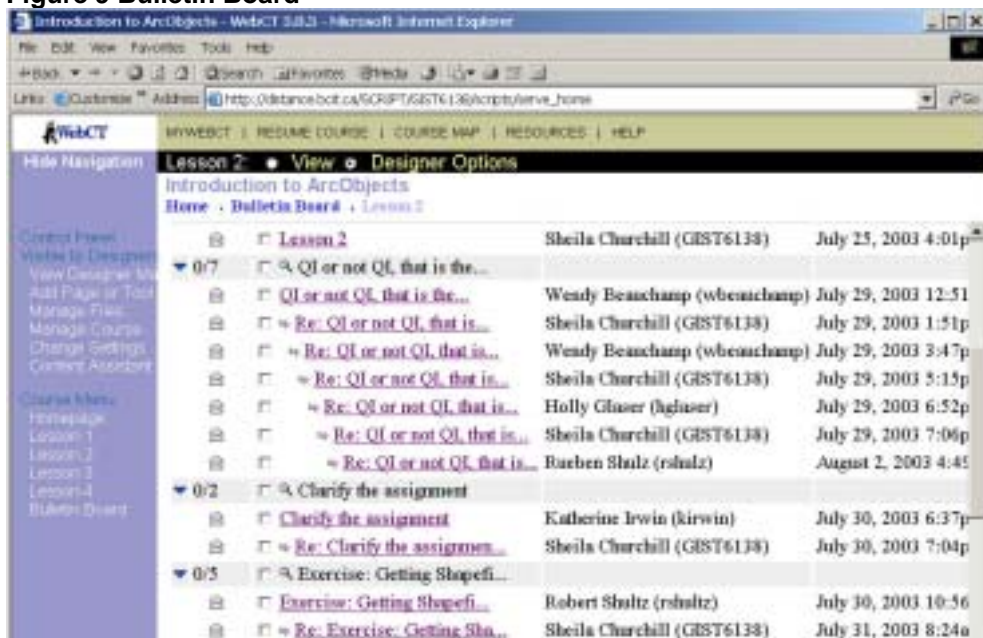 Figure 9 Bulletin Board
Introduction to ArcObjects - WebCT 3.8.3 - Microsoft Internet Explorer
File Edit View Favorites Tools Help
Back Search Favorites Media
Links Customize Address http://distance.bcit.ca/SCRIPT/GIST6138/scripts/serve_home Go
WebCT MYWEBCT | RESUME COURSE | COURSE MAP | RESOURCES | HELP
Hide Navigation Lesson 2: View Designer Options
Introduction to ArcObjects
Home › Bulletin Board › Lesson 2
Control Panel
Visible to Designers
View Designer
Add Page or Tool
Manage Files
Manage Course
Change Settings
Content Assistant
Course Menu
Homepage
Lesson 1
Lesson 2
Lesson 3
Lesson 4
Bulletin Board
Lesson 2 Sheila Churchill (GIST6138) July 25, 2003 4:01p
0/7 QI or not QI, that is the...
QI or not QI, that is the... Wendy Beauchamp (wbeauchamp) July 29, 2003 12:51
Re: QI or not QI, that is... Sheila Churchill (GIST6138) July 29, 2003 1:51p
Re: QI or not QI, that is... Wendy Beauchamp (wbeauchamp) July 29, 2003 3:47p
Re: QI or not QI, that is... Sheila Churchill (GIST6138) July 29, 2003 5:15p
Re: QI or not QI, that is... Holly Glaser (hglaser) July 29, 2003 6:52p
Re: QI or not QI, that is... Sheila Churchill (GIST6138) July 29, 2003 7:06p
Re: QI or not QI, that is... Rueben Shulz (rshulz) August 2, 2003 4:45
0/2 Clarify the assignment
Clarify the assignment Katherine Irwin (kirwin) July 30, 2003 6:37p
Re: Clarify the assignmen... Sheila Churchill (GIST6138) July 30, 2003 7:04p
0/5 Exercise: Getting Shapefi...
Exercise: Getting Shapefi... Robert Shultz (rshultz) July 30, 2003 10:56
Re: Exercise: Getting Sha... Sheila Churchill (GIST6138) July 31, 2003 8:24a